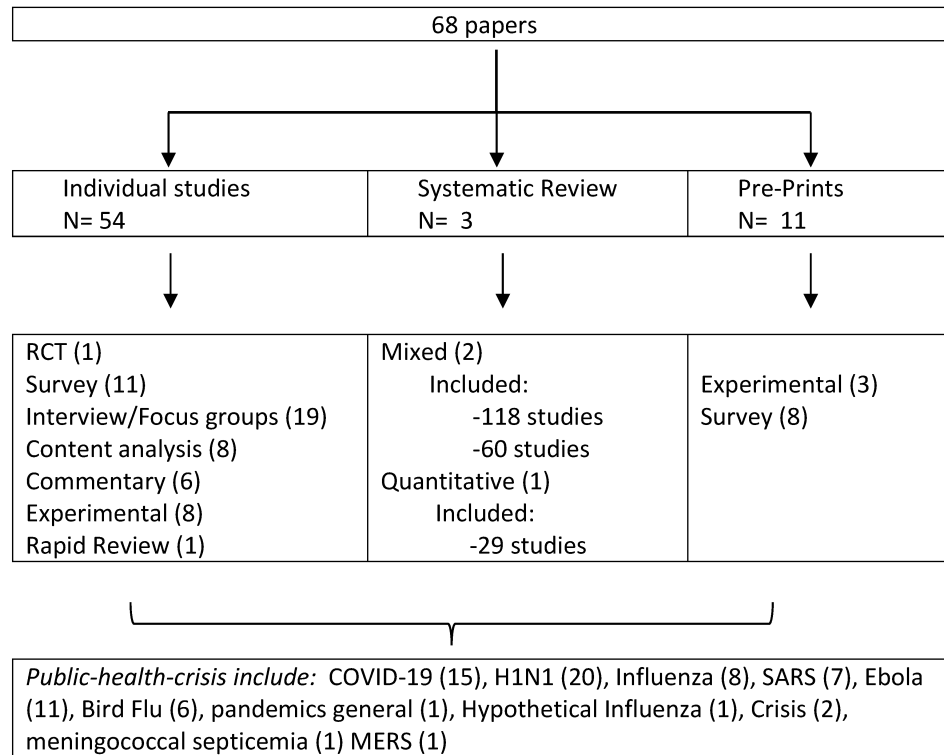 68 papers
Individual studies
N= 54
Systematic Review
N=  3
Pre-Prints
N=  11
RCT (1)
Survey (11)
Interview/Focus groups (19)
Content analysis (8)
Commentary (6)
Experimental (8)
Rapid Review (1)
Mixed (2)
Included:
-118 studies
-60 studies
Quantitative (1)
Included:
-29 studies
Experimental (3)
Survey (8)
Public-health-crisis include:  COVID-19 (15), H1N1 (20), Influenza (8), SARS (7), Ebola
(11), Bird Flu (6), pandemics general (1), Hypothetical Influenza (1), Crisis (2),
meningococcal septicemia (1) MERS (1)